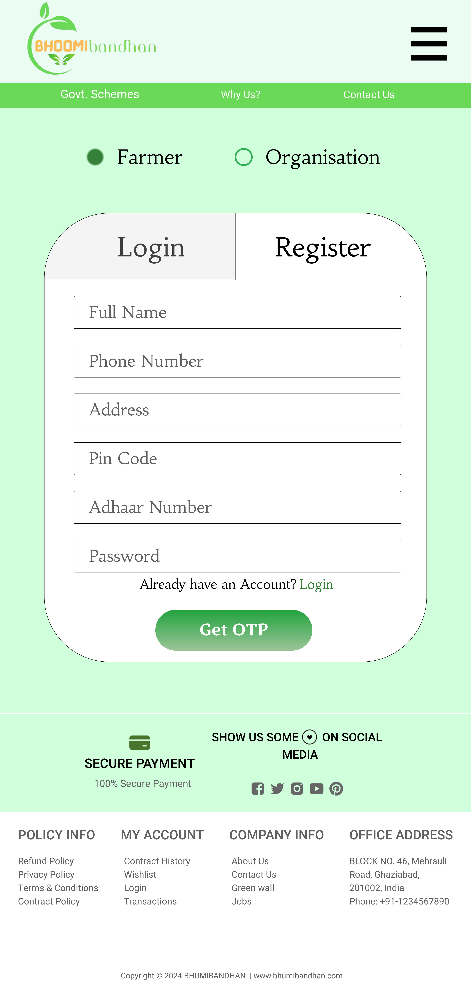 BHOOMIbandhan
Govt. Schemes Why Us? Contact Us
Farmer Organisation
Login Register
Full Name
Phone Number
Address
Pin Code
Adhaar Number
Password
Already have an Account? Login
Get OTP
SECURE PAYMENT
100% Secure Payment
SHOW US SOME ON SOCIAL
MEDIA
POLICY INFO
Refund Policy
Privacy Policy
Terms & Conditions
Contract Policy
MY ACCOUNT
Contract History
Wishlist
Login
Transactions
COMPANY INFO
About Us
Contact Us
Green wall
Jobs
OFFICE ADDRESS
BLOCK NO. 46, Mehrauli
Road, Ghaziabad,
201002, India
Phone: +91-1234567890
Copyright © 2024 BHUMIBANDHAN. | www.bhumibandhan.com